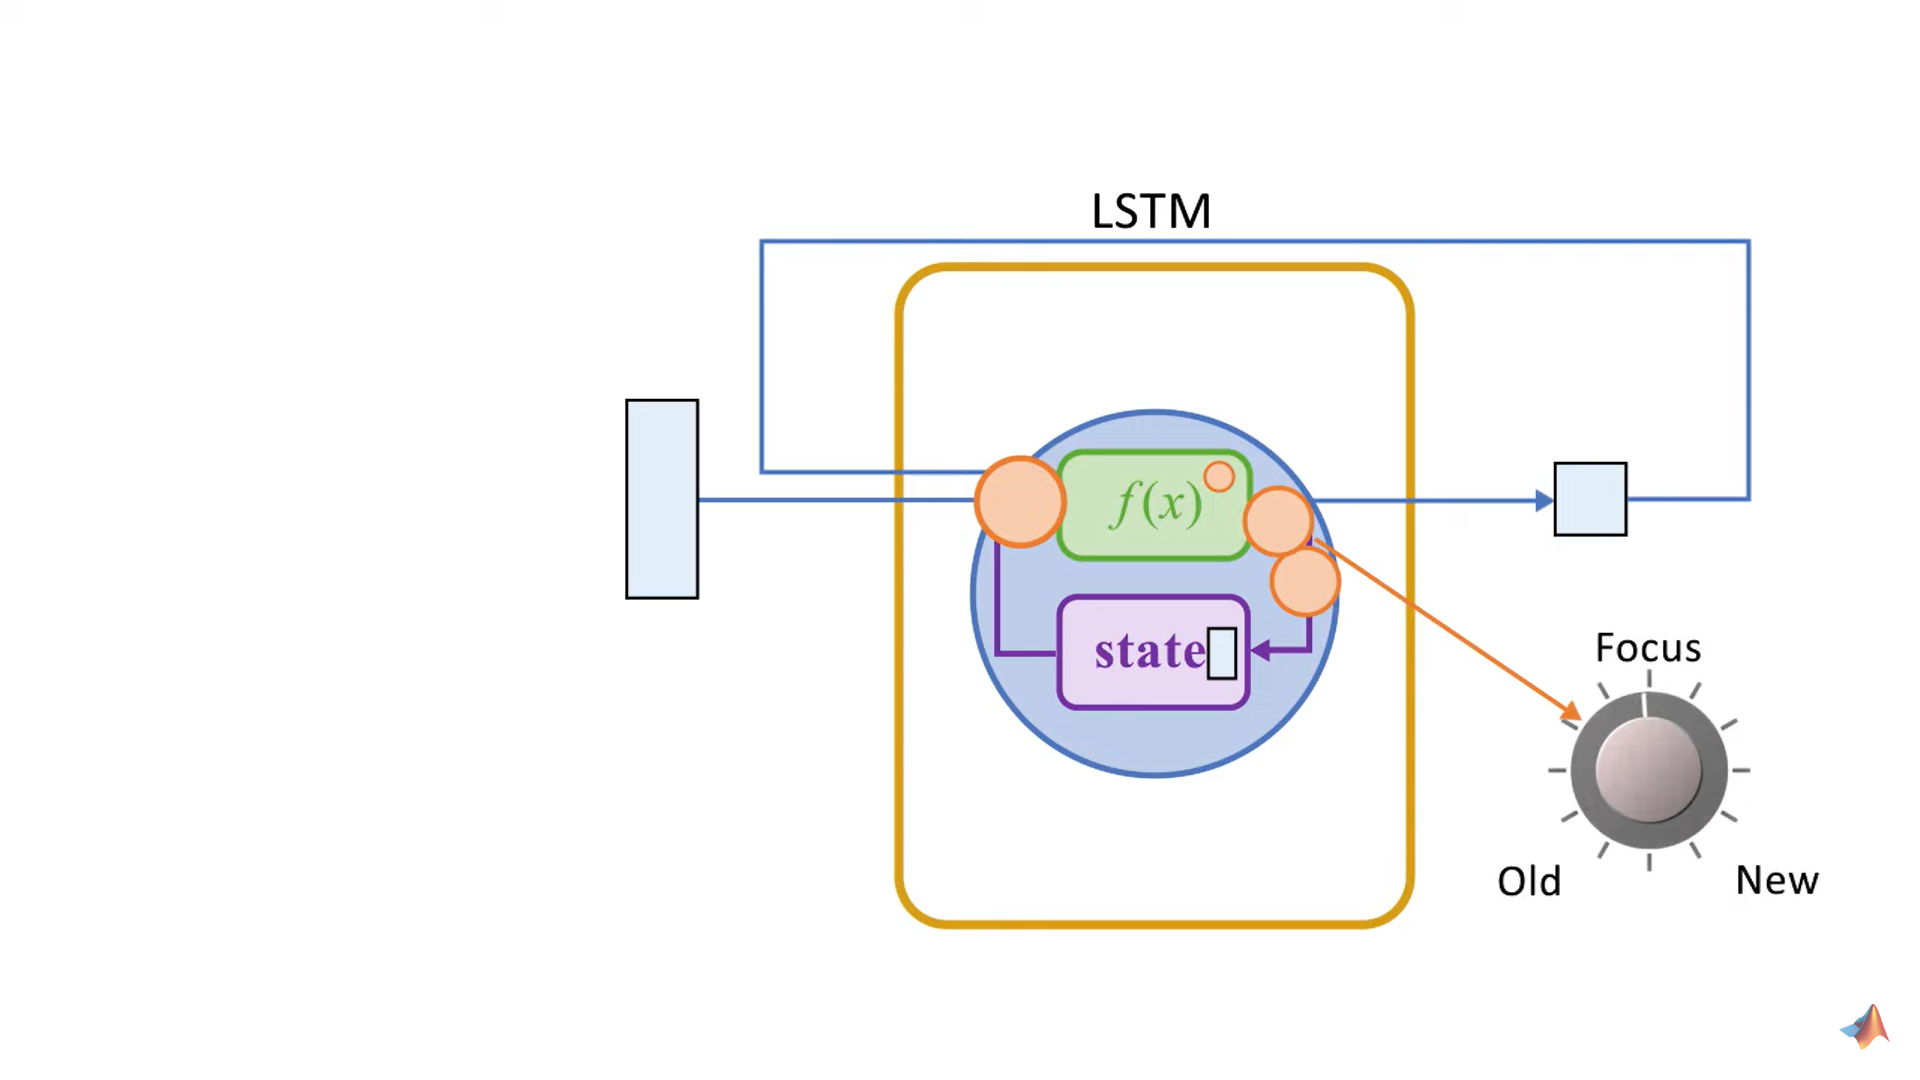 LSTM
f(x)
state
Focus
Old
New